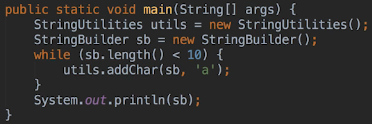 public static void main(String[] args) {
    StringUtilities utils = new StringUtilities();
    StringBuilder sb = new StringBuilder();
    while (sb.length() < 10) {
        utils.addChar(sb, 'a');
    }
    System.out.println(sb);
}